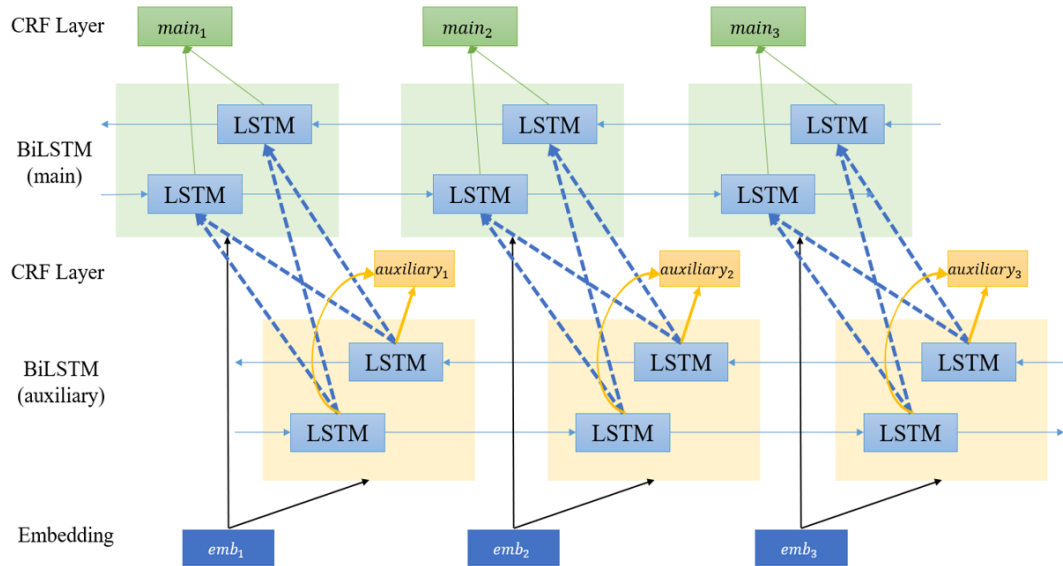 CRF Layer
main₁ main₂ main₃
LSTM LSTM LSTM
BiLSTM
(main)
LSTM LSTM LSTM
CRF Layer
auxiliary₁ auxiliary₂ auxiliary₃
BiLSTM
(auxiliary)
LSTM LSTM LSTM
LSTM LSTM LSTM
Embedding
emb₁ emb₂ emb₃